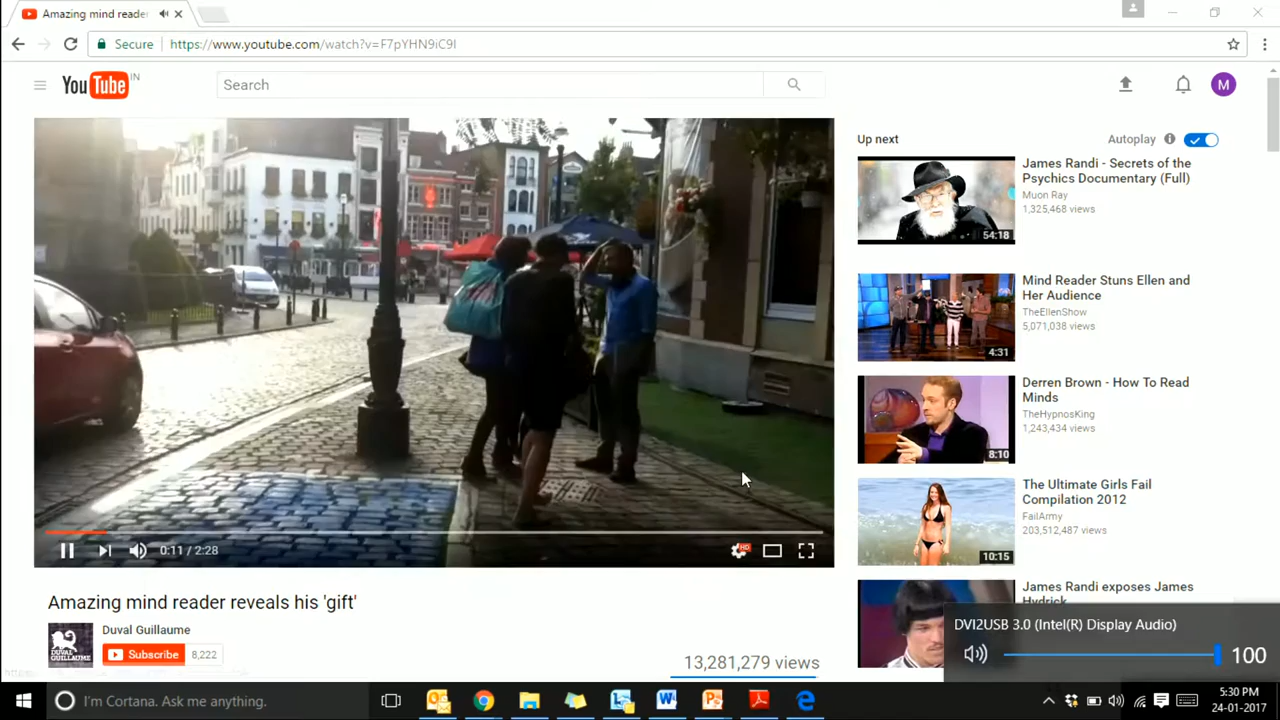 Amazing mind reade
Secure
https://www.youtube.com/watch?v=F7pYHN9iC9I
YouTube IN
Search
M
Up next
Autoplay
James Randi - Secrets of the
Psychics Documentary (Full)
Muon Ray
1,325,468 views
54:18
Mind Reader Stuns Ellen and
Her Audience
TheEllenShow
5,071,038 views
4:31
Derren Brown - How To Read
Minds
TheHypnosKing
1,243,434 views
8:10
The Ultimate Girls Fail
Compilation 2012
FailArmy
203,512,487 views
10:15
James Randi exposes James
Hydrick
0:11 / 2:28
HD
Amazing mind reader reveals his 'gift'
DUVAL
GUILLAUME
Duval Guillaume
Subscribe
8,222
13,281,279 views
DVI2USB 3.0 (Intel(R) Display Audio)
100
I'm Cortana. Ask me anything.
5:30 PM
24-01-2017